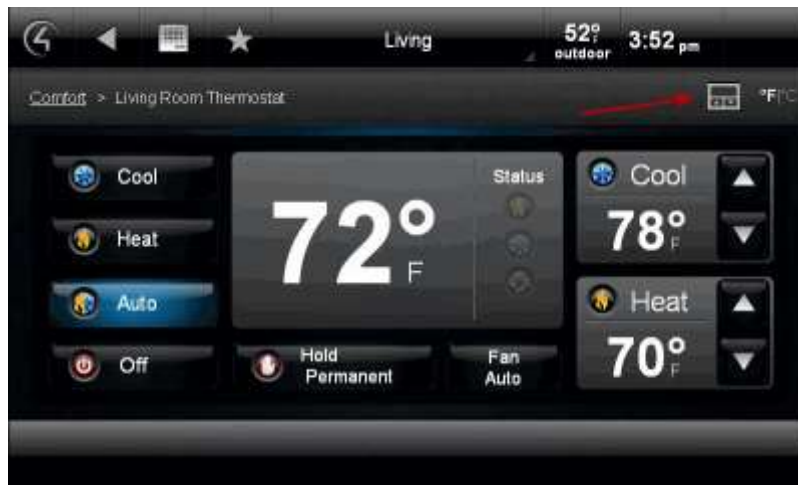 Living
52°F
outdoor
3:52 pm
Comfort > Living Room Thermostat
°F|°C
Cool
Heat
Auto
Off
72°F
Status
Hold
Permanent
Fan
Auto
Cool
78°F
Heat
70°F